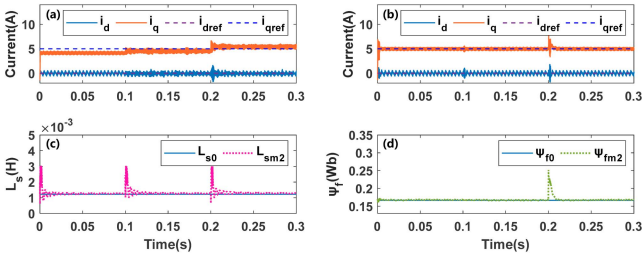 (a) i_d i_q i_dref i_qref
Current(A)
10
5
0
0 0.05 0.1 0.15 0.2 0.25 0.3
(b) i_d i_q i_dref i_qref
Current(A)
10
5
0
0 0.05 0.1 0.15 0.2 0.25 0.3
×10⁻³
(c) L_s0 L_sm2
L_s(H)
5
4
3
2
1
0
0 0.05 0.1 0.15 0.2 0.25 0.3
Time(s)
(d) Ψ_f0 Ψ_fm2
Ψ_f(Wb)
0.35
0.3
0.25
0.2
0.15
0 0.05 0.1 0.15 0.2 0.25 0.3
Time(s)